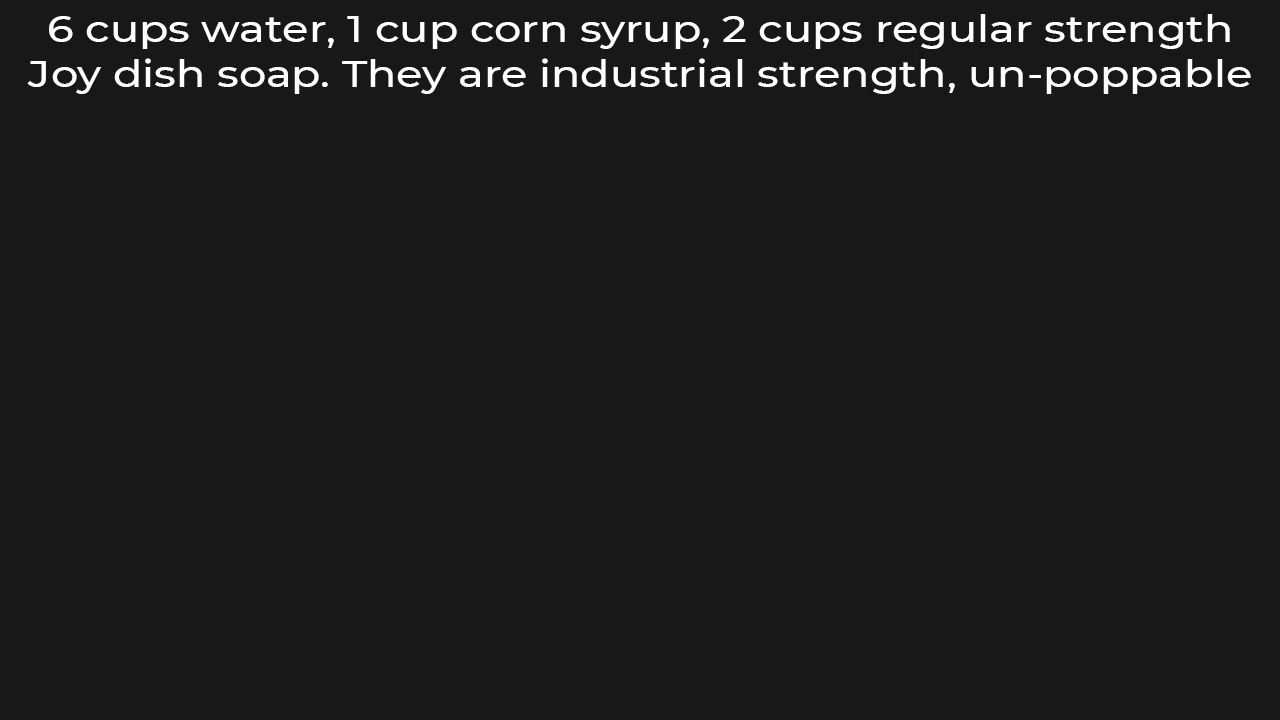 6 cups water, 1 cup corn syrup, 2 cups regular strength
Joy dish soap. They are industrial strength, un-poppable